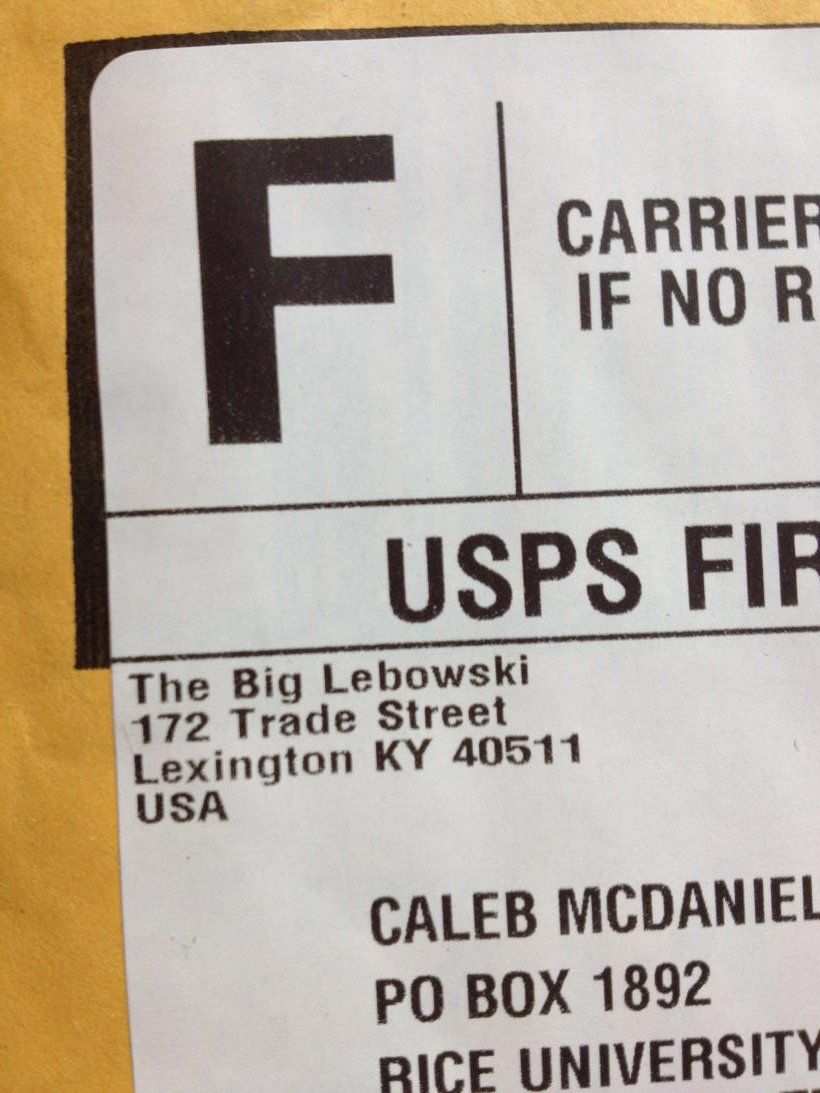 F
CARRIER
IF NO R
USPS FIR
The Big Lebowski
172 Trade Street
Lexington KY 40511
USA
CALEB MCDANIEL
PO BOX 1892
RICE UNIVERSITY